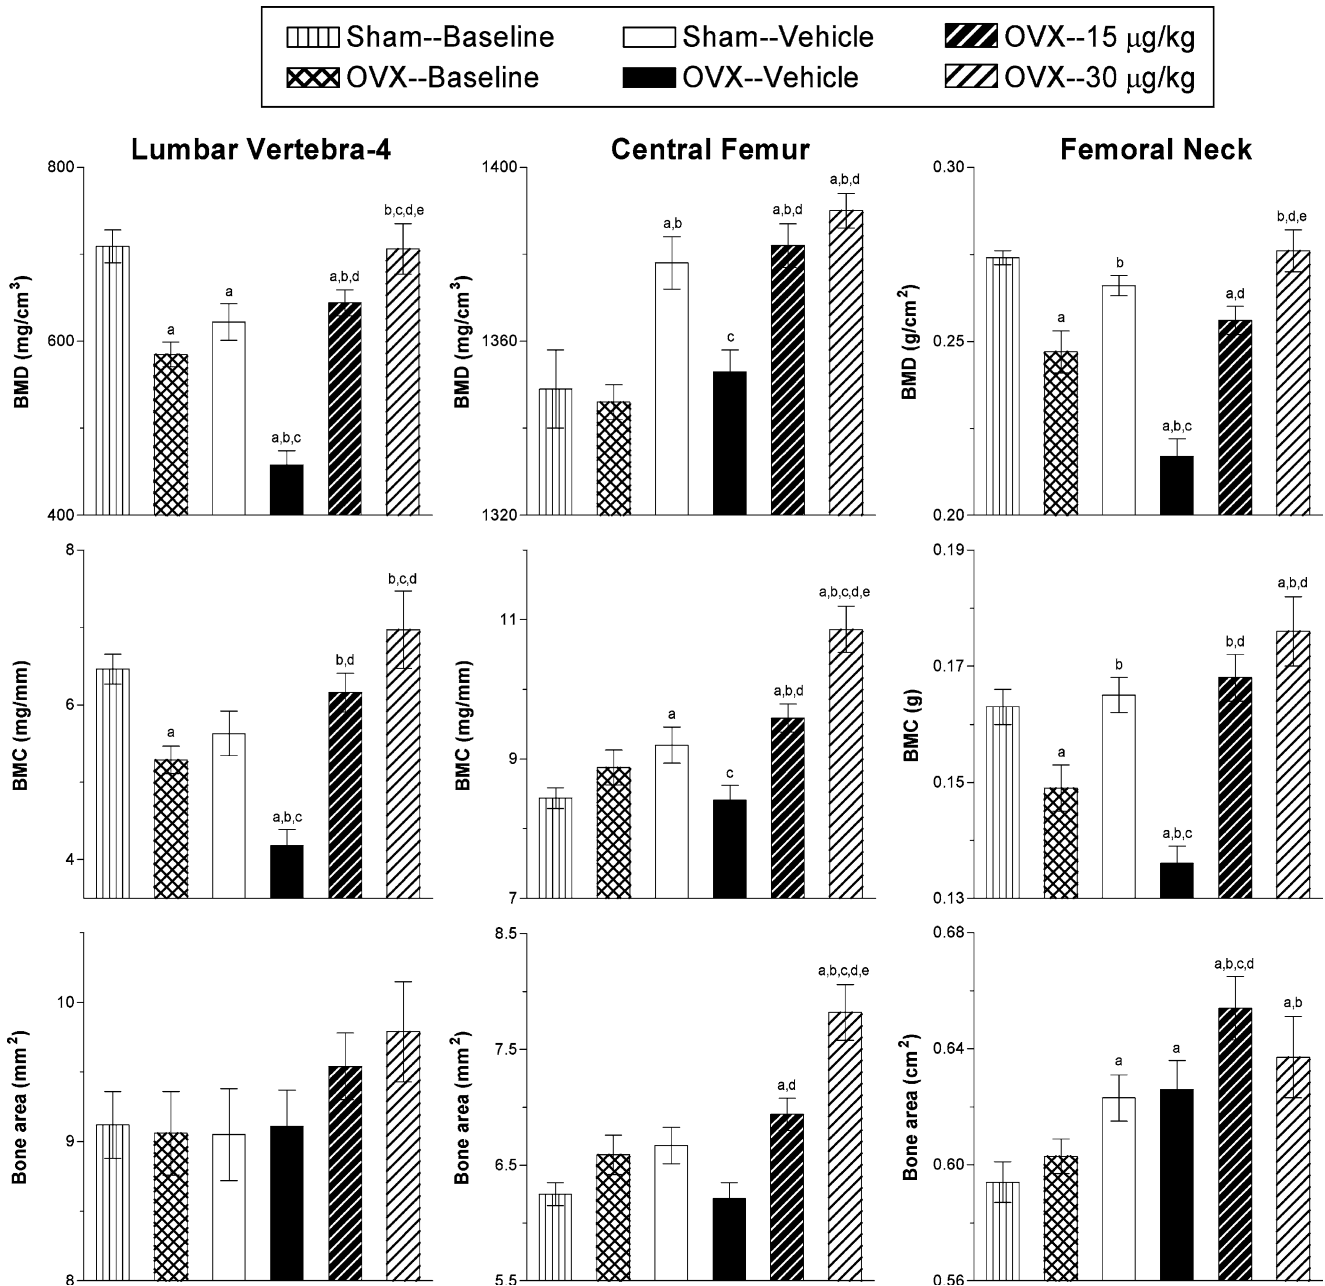 Sham--Baseline Sham--Vehicle OVX--15 μg/kg
OVX--Baseline OVX--Vehicle OVX--30 μg/kg
Lumbar Vertebra-4 Central Femur Femoral Neck
BMD (mg/cm³)
800
600
400
a
a
a,b,c
a,b,d
b,c,d,e
BMD (mg/cm³)
1400
1360
1320
a,b
c
a,b,d
a,b,d
BMD (g/cm²)
0.30
0.25
0.20
a
b
a,b,c
a,d
b,d,e
BMC (mg/mm)
8
6
4
a
a,b,c
b,d
b,c,d
BMC (mg/mm)
11
9
7
a
c
a,b,d
a,b,c,d,e
BMC (g)
0.19
0.17
0.15
0.13
a
b
a,b,c
b,d
a,b,d
Bone area (mm²)
10
9
8
Bone area (mm²)
8.5
7.5
6.5
5.5
a,d
a,b,c,d,e
Bone area (cm²)
0.68
0.64
0.60
0.56
a
a
a,b,c,d
a,b